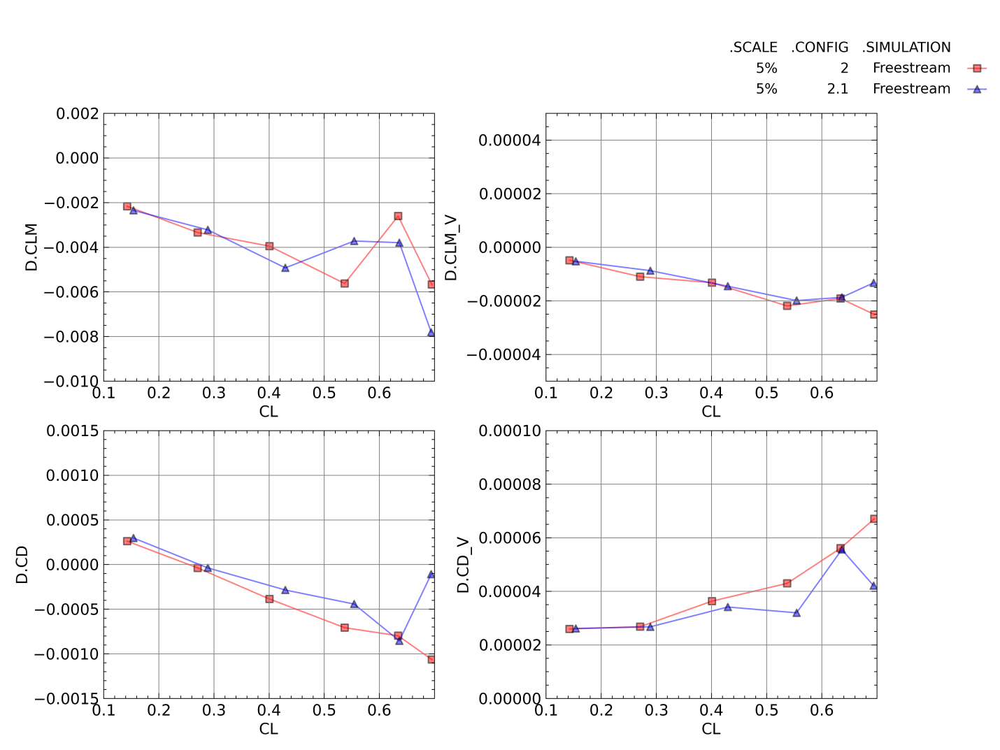 .SCALE .CONFIG .SIMULATION
5% 2 Freestream
5% 2.1 Freestream
0.002
0.000
−0.002
−0.004
−0.006
−0.008
−0.010
D.CLM
0.1 0.2 0.3 0.4 0.5 0.6
CL
0.00004
0.00002
0.00000
−0.00002
−0.00004
D.CLM_V
0.1 0.2 0.3 0.4 0.5 0.6
CL
0.0015
0.0010
0.0005
0.0000
−0.0005
−0.0010
−0.0015
D.CD
0.1 0.2 0.3 0.4 0.5 0.6
CL
0.00010
0.00008
0.00006
0.00004
0.00002
0.00000
D.CD_V
0.1 0.2 0.3 0.4 0.5 0.6
CL